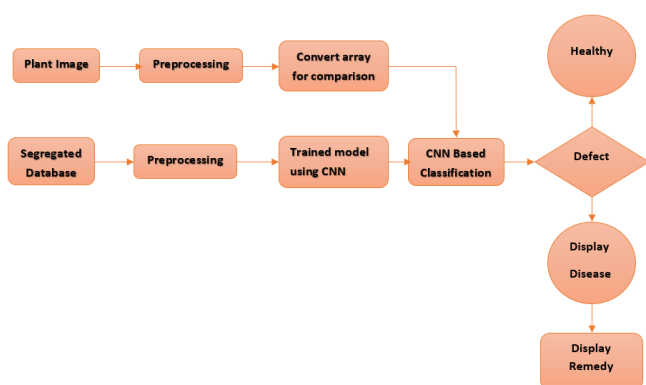 Plant Image
Preprocessing
Convert array
for comparison
Healthy
Segregated
Database
Preprocessing
Trained model
using CNN
CNN Based
Classification
Defect
Display
Disease
Display
Remedy